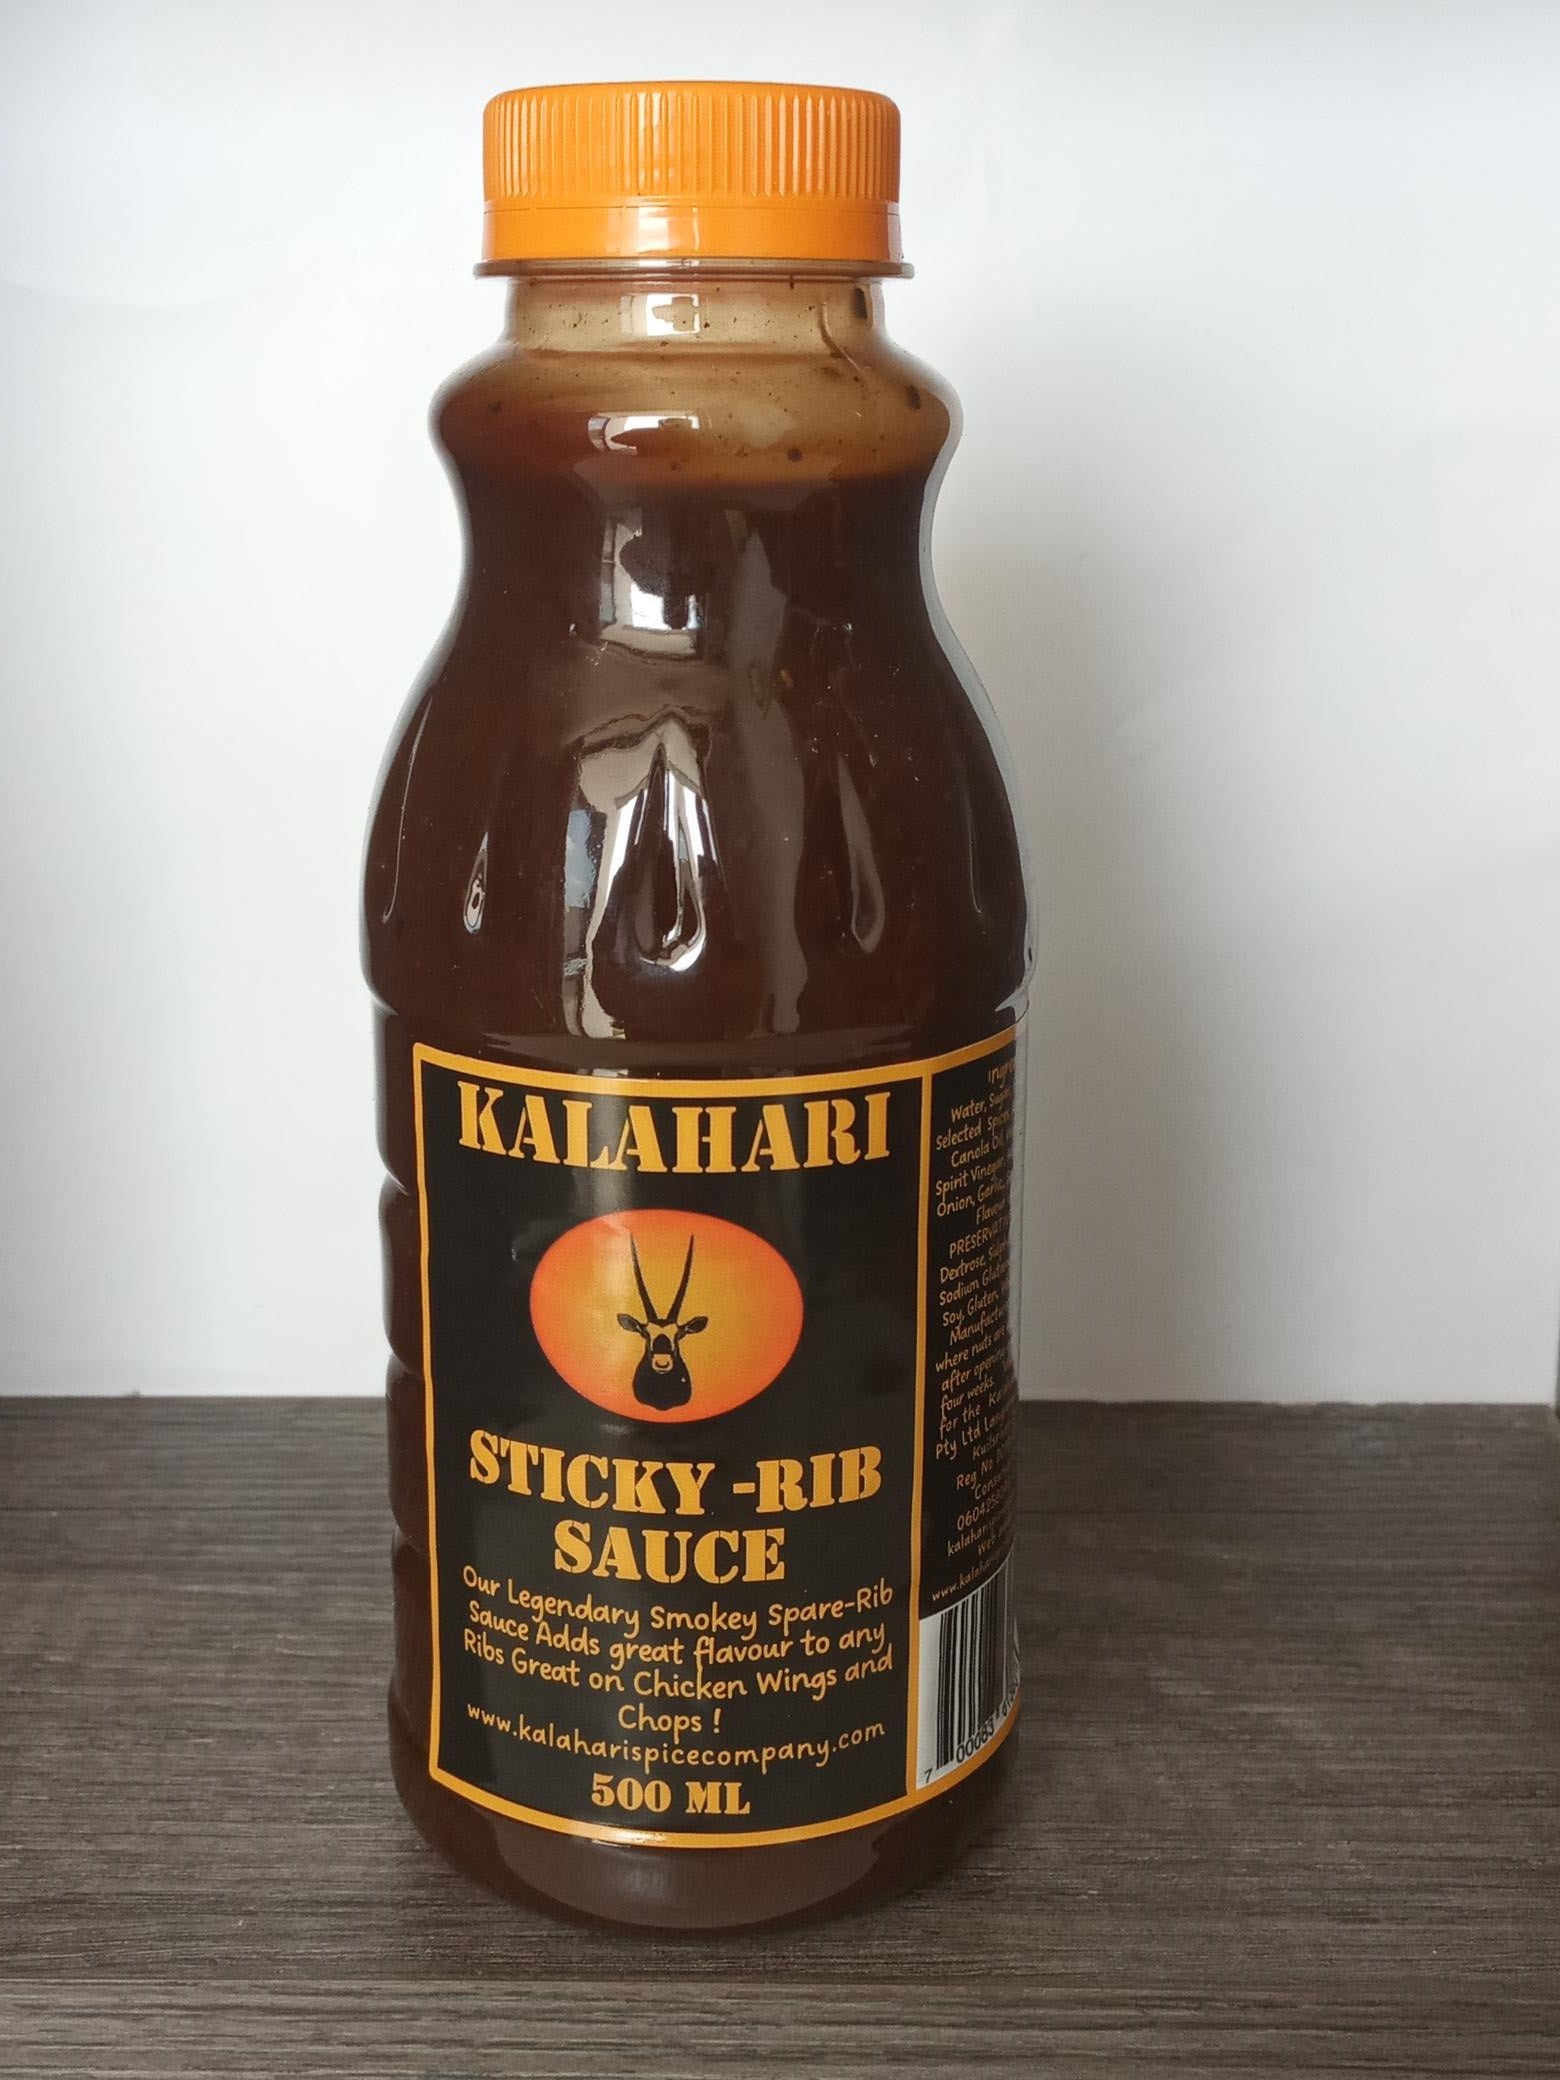 KALAHARI
STICKY -RIB
SAUCE
Our Legendary Smokey Spare-Rib
Sauce Adds great flavour to any
Ribs Great on Chicken Wings and
Chops !
www.kalaharispicecompany.com
500 ML
Water, Sugar
Selected Spices
Canola Oil,
Spirit Vinegar,
Onion, Garlic,
Flavour
Dextrose,
Sodium
Soy, Gluten,
where nuts are
after opening
four weeks.
for the
Pty Ltd
Reg No
7